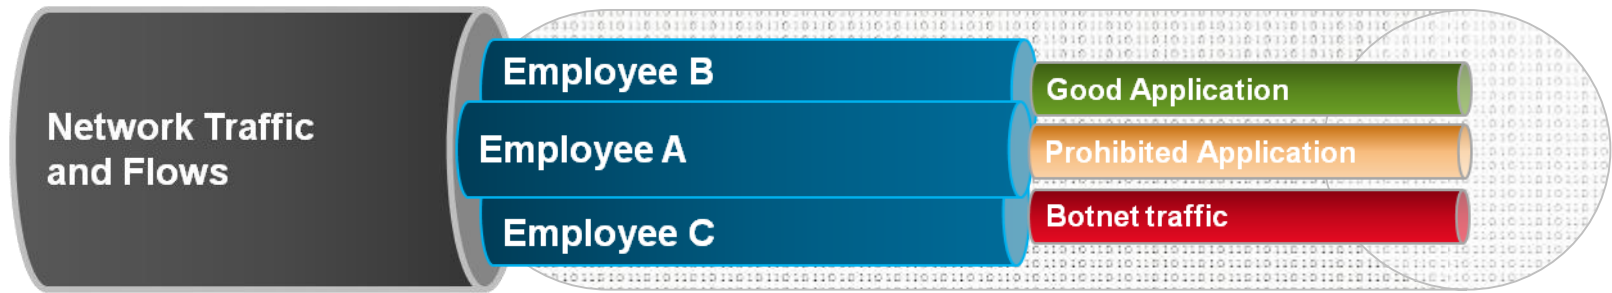 Network Traffic
and Flows
Employee B
Employee A
Employee C
Good Application
Prohibited Application
Botnet traffic